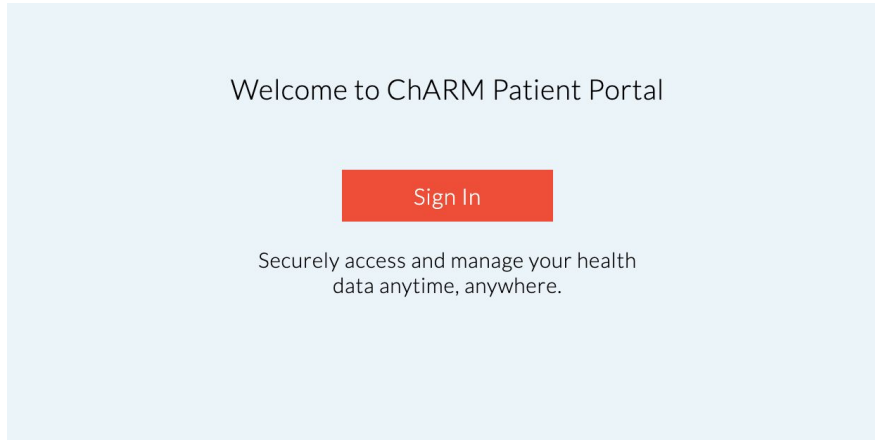 Welcome to ChARM Patient Portal
Sign In
Securely access and manage your health
data anytime, anywhere.